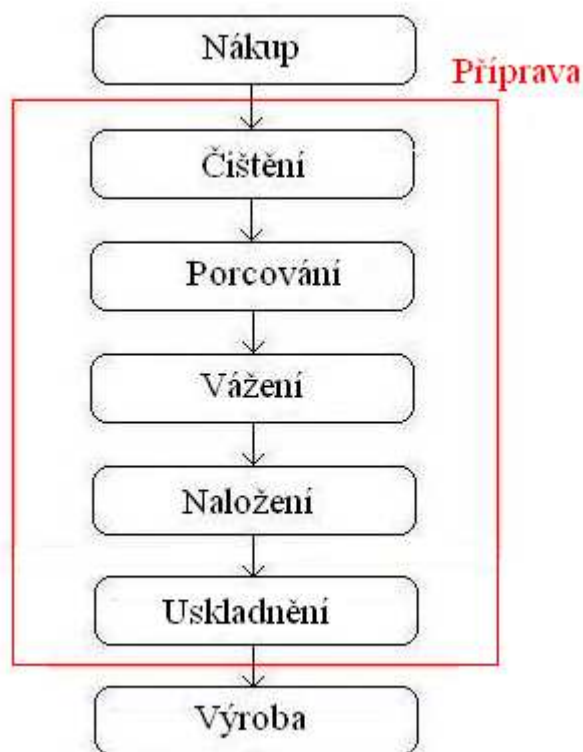 Nákup
Příprava
Čištění
Porcování
Vážení
Naložení
Uskladnění
Výroba